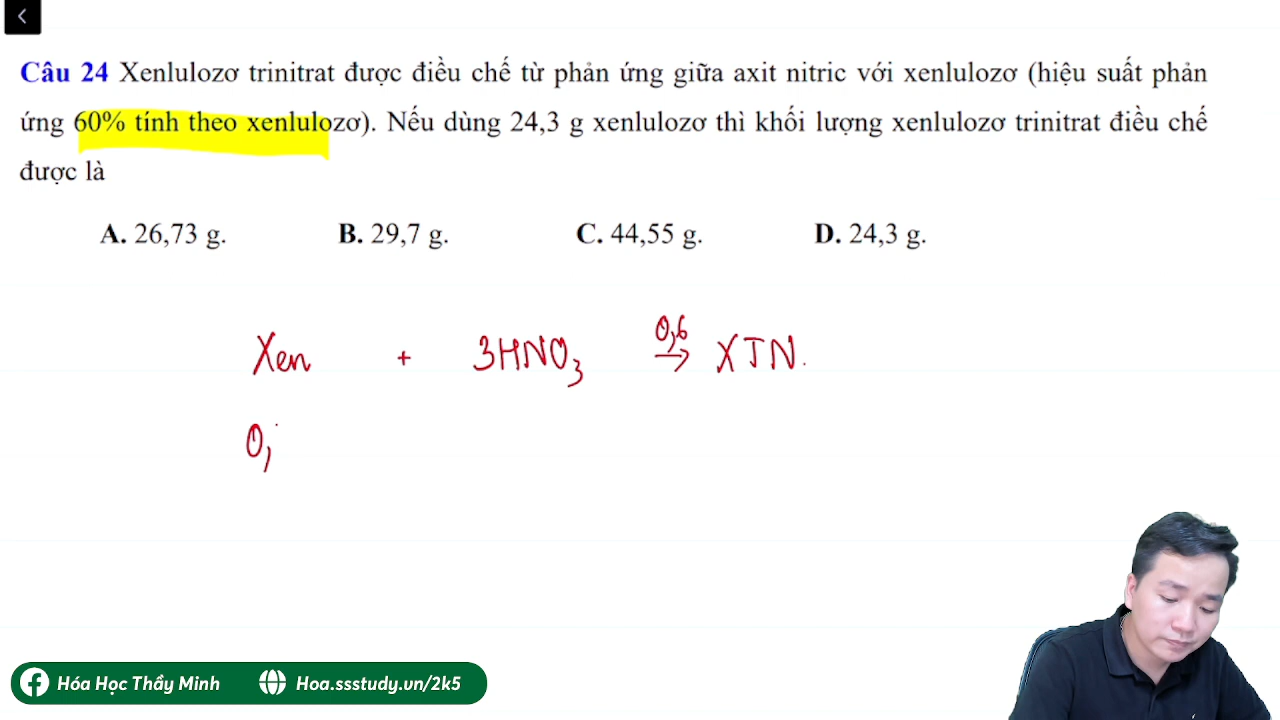 Câu 24 Xenlulozơ trinitrat được điều chế từ phản ứng giữa axit nitric với xenlulozơ (hiệu suất phản
ứng 60% tính theo xenlulozơ). Nếu dùng 24,3 g xenlulozơ thì khối lượng xenlulozơ trinitrat điều chế
được là
A. 26,73 g. B. 29,7 g. C. 44,55 g. D. 24,3 g.
0,6
Xen + 3HNO₃ → XTN.
0,
Hóa Học Thầy Minh Hoa.ssstudy.vn/2k5